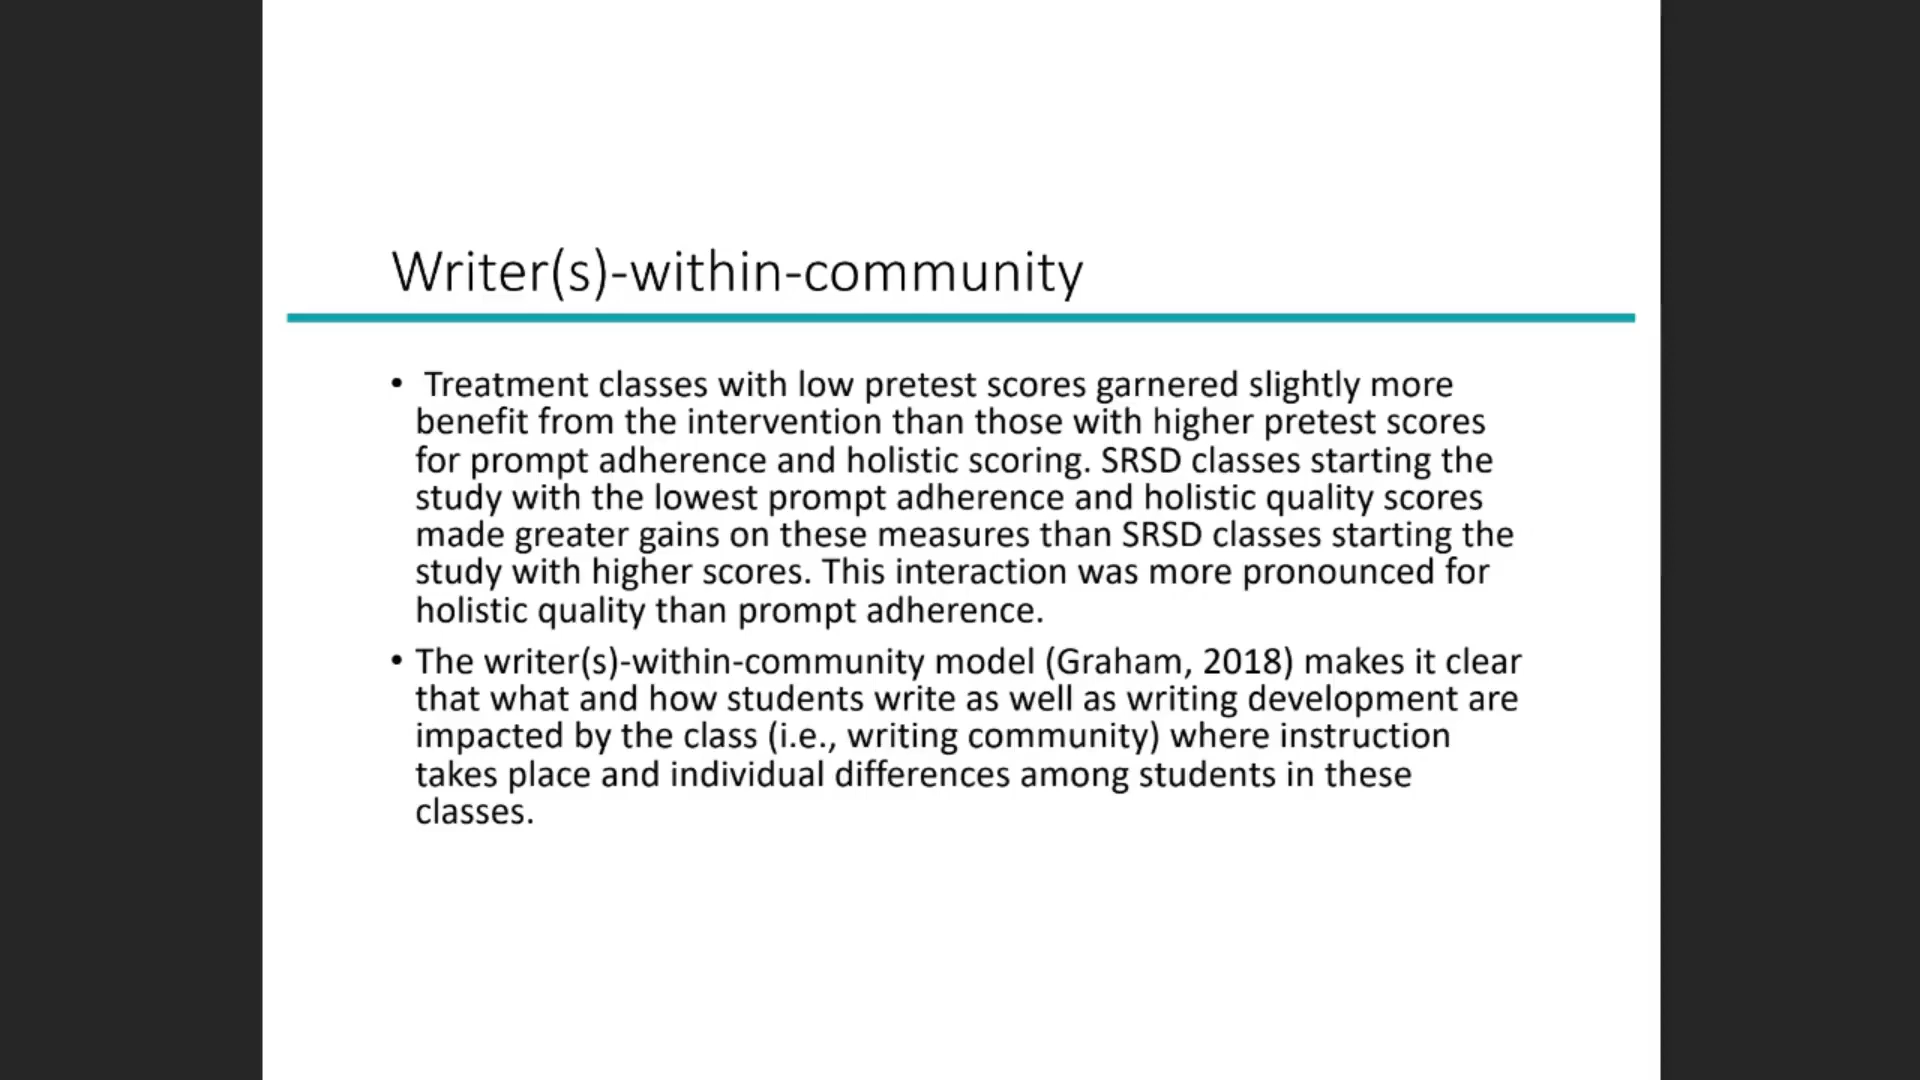 Writer(s)-within-community
• Treatment classes with low pretest scores garnered slightly more
benefit from the intervention than those with higher pretest scores
for prompt adherence and holistic scoring. SRSD classes starting the
study with the lowest prompt adherence and holistic quality scores
made greater gains on these measures than SRSD classes starting the
study with higher scores. This interaction was more pronounced for
holistic quality than prompt adherence.
• The writer(s)-within-community model (Graham, 2018) makes it clear
that what and how students write as well as writing development are
impacted by the class (i.e., writing community) where instruction
takes place and individual differences among students in these
classes.